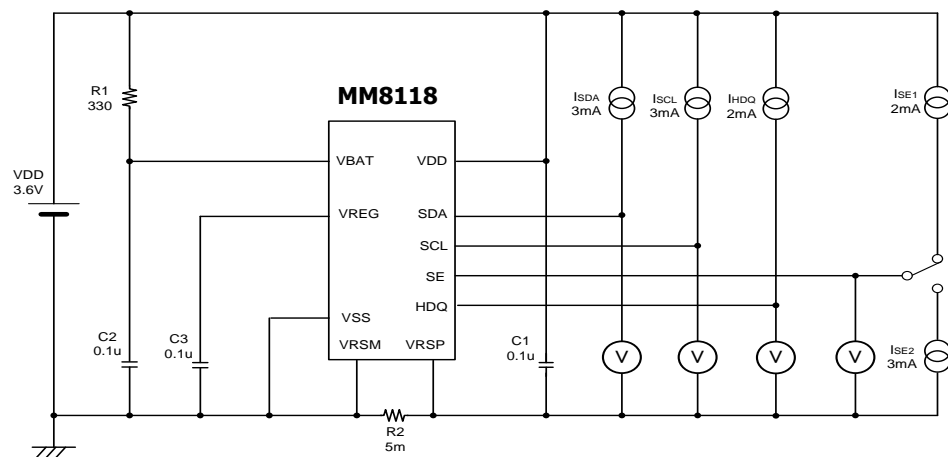 MM8118
R1
330
ISDA
3mA
ISCL
3mA
IHDQ
2mA
ISE1
2mA
VDD
3.6V
VBAT
VDD
VREG
SDA
SCL
SE
HDQ
VSS
VRSM
VRSP
C2
0.1u
C3
0.1u
C1
0.1u
V
V
V
V
ISE2
3mA
R2
5m